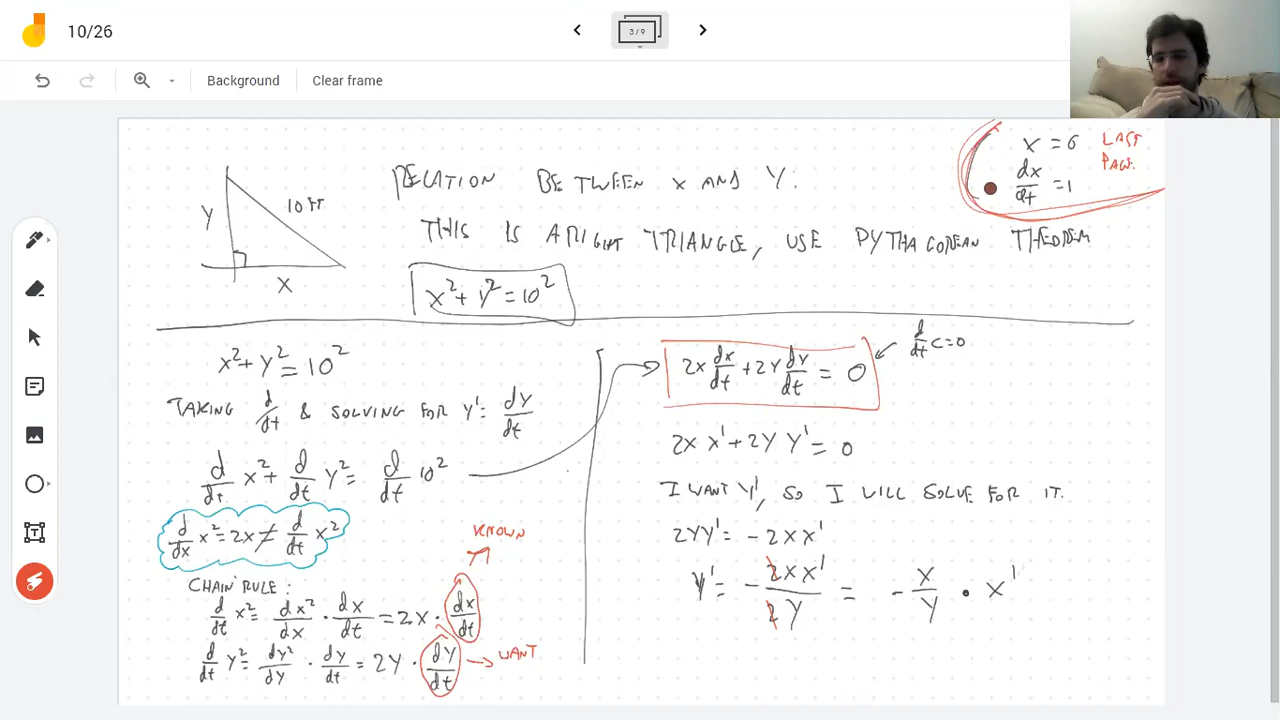 10/26
3 / 9
Background
Clear frame
x = 6
dx/dt = 1
LAST
PAGE.
RELATION BETWEEN x AND Y.
THIS IS A RIGHT TRIANGLE, USE PYTHAGOREAN THEOREM
Y
10 FT
X
x² + Y² = 10²
x² + Y² = 10²
TAKING d/dt & SOLVING FOR Y' = dY/dt
d/dt x² + d/dt Y² = d/dt 10²
d/dx x² = 2x ≠ d/dt x²
KNOWN
CHAIN RULE:
d/dt x² = dx²/dx · dx/dt = 2x · dx/dt
d/dt Y² = dY²/dY · dY/dt = 2Y · dY/dt → WANT
2x dx/dt + 2Y dY/dt = 0
d/dt C = 0
2x x' + 2Y Y' = 0
I WANT Y', SO I WILL SOLVE FOR IT.
2YY' = -2xx'
Y' = -2xx'/2Y = -x/Y · x'